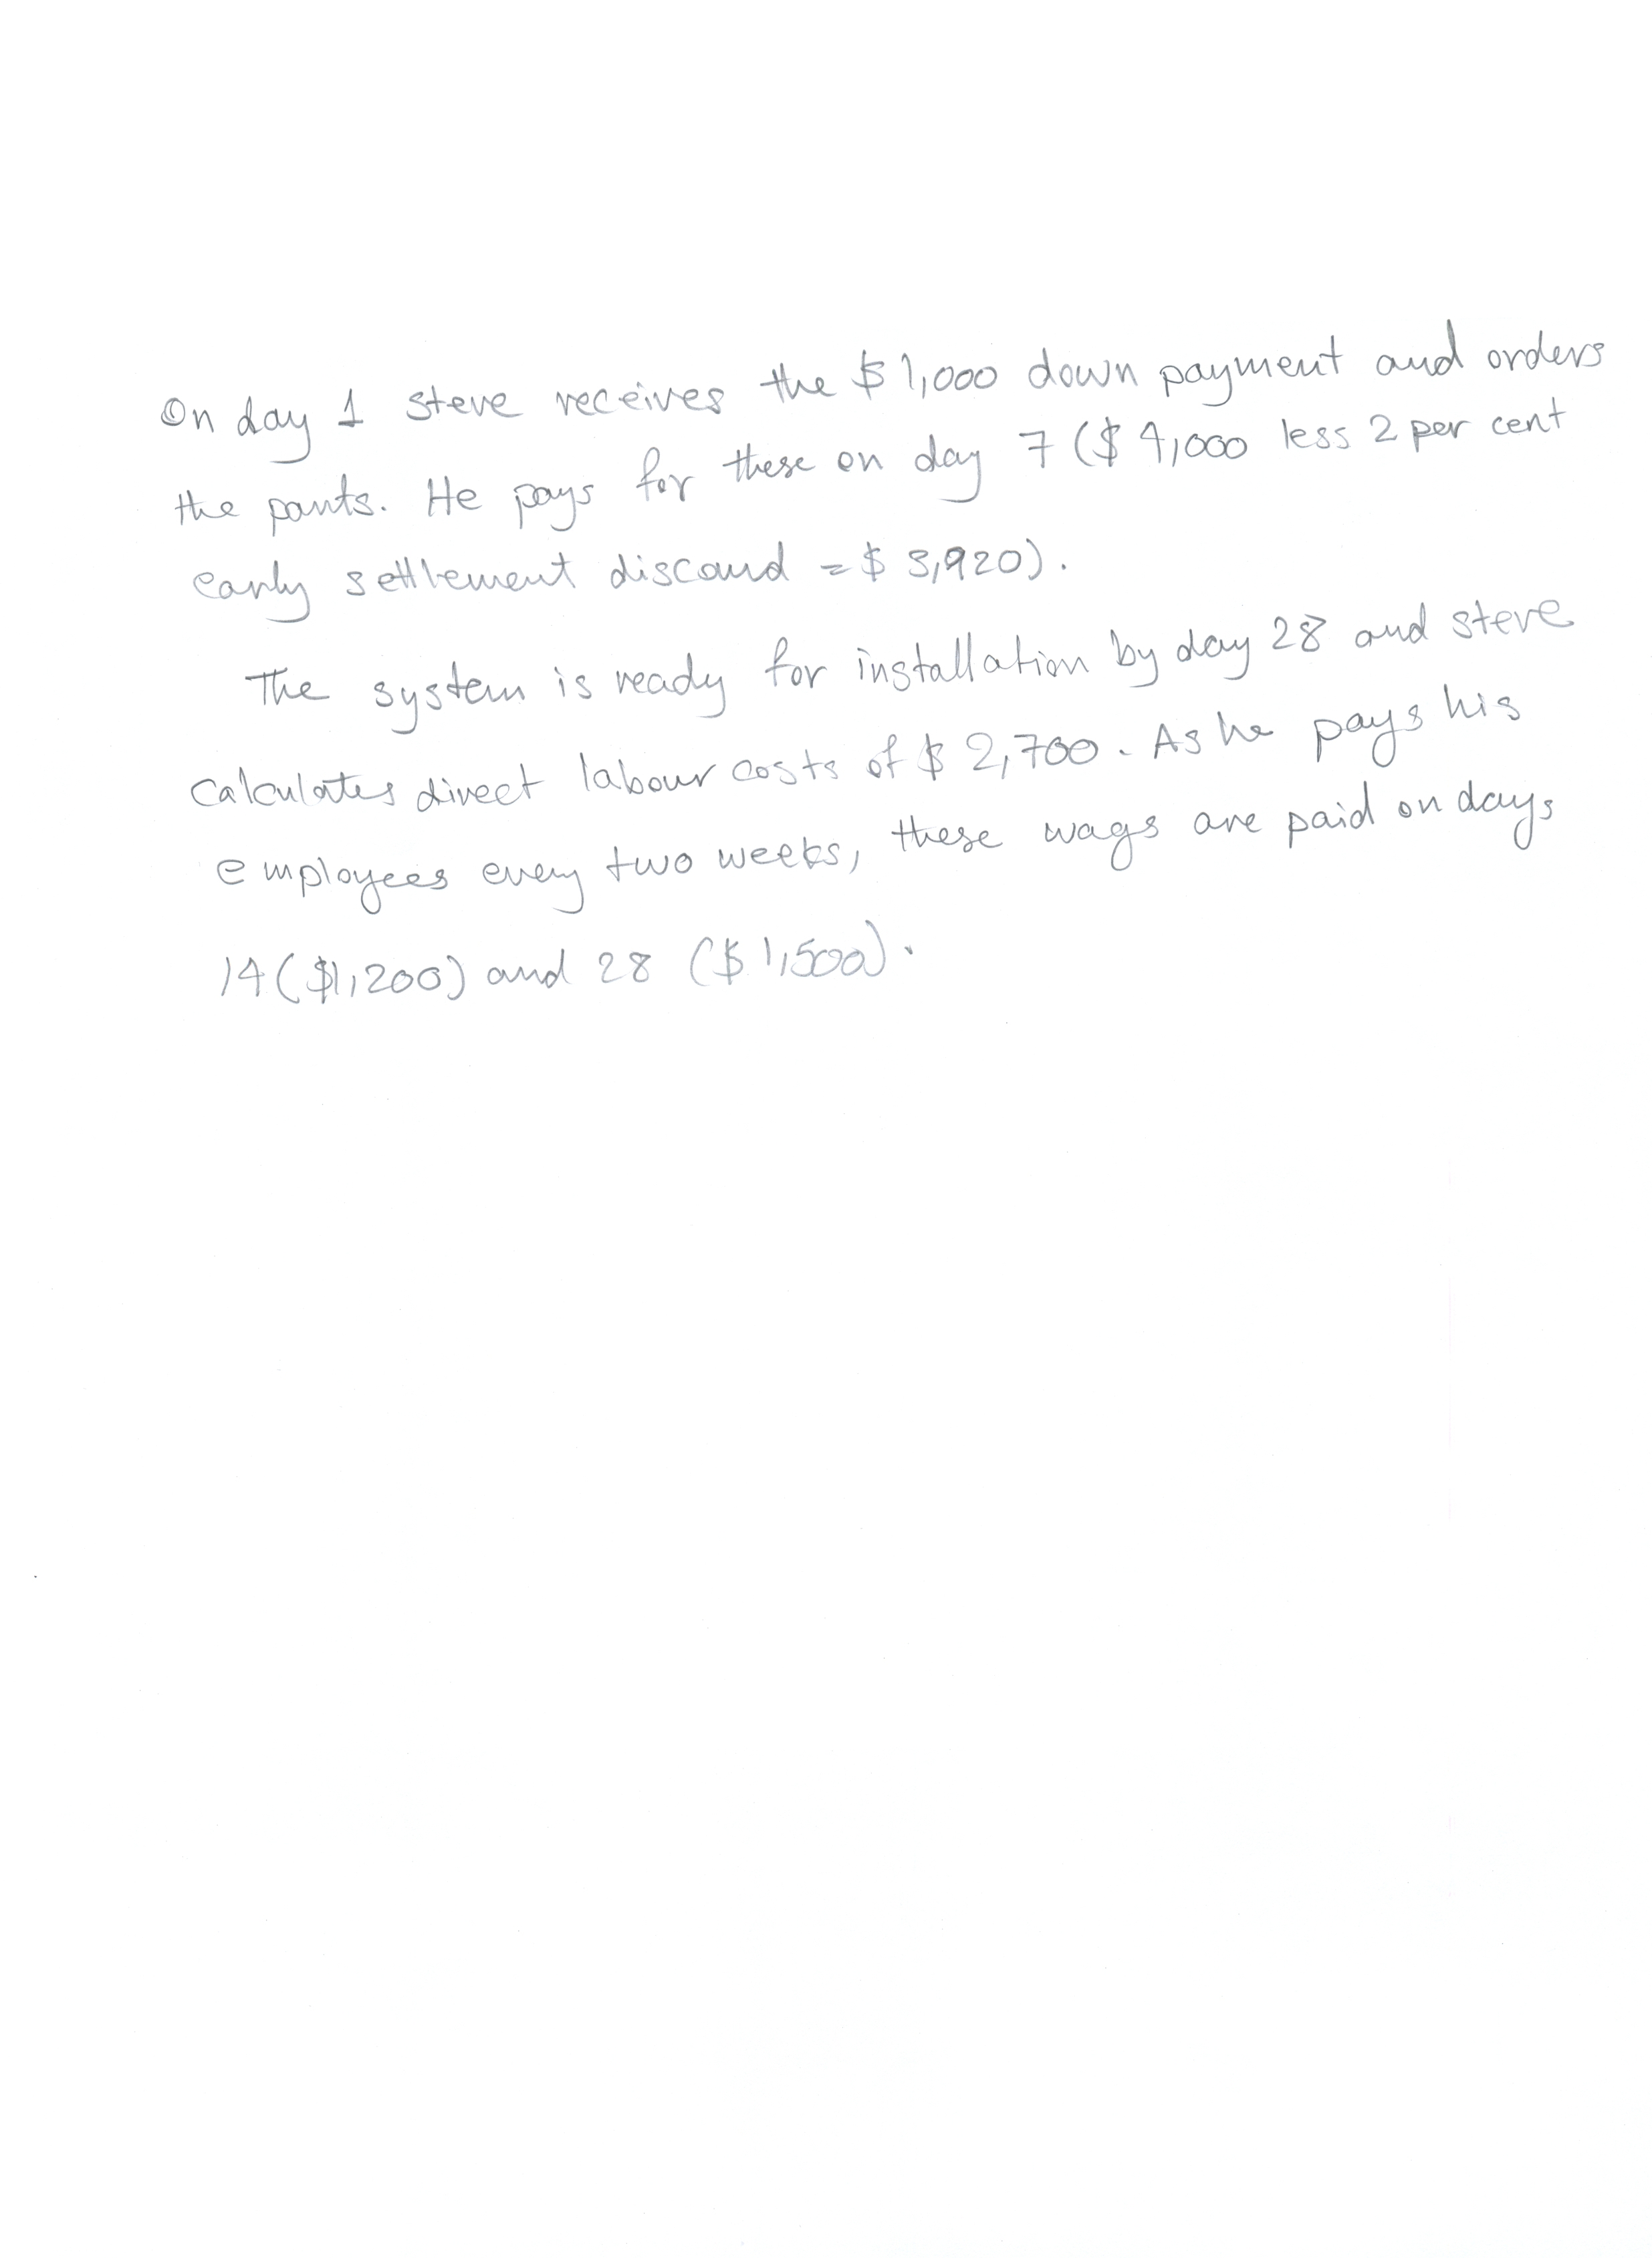 On day 1 steve receives the $1,000 down payment and orders
the pants. He pays for these on day 7 ($4,000 less 2 per cent
early settlement discoud = $3,920).
The system is ready for installation by day 28 and steve
calculates direct labour costs of $2,700. As he pays his
employees every two weeks, these wags are paid on days
14 ($1,200) and 28 ($1,500).